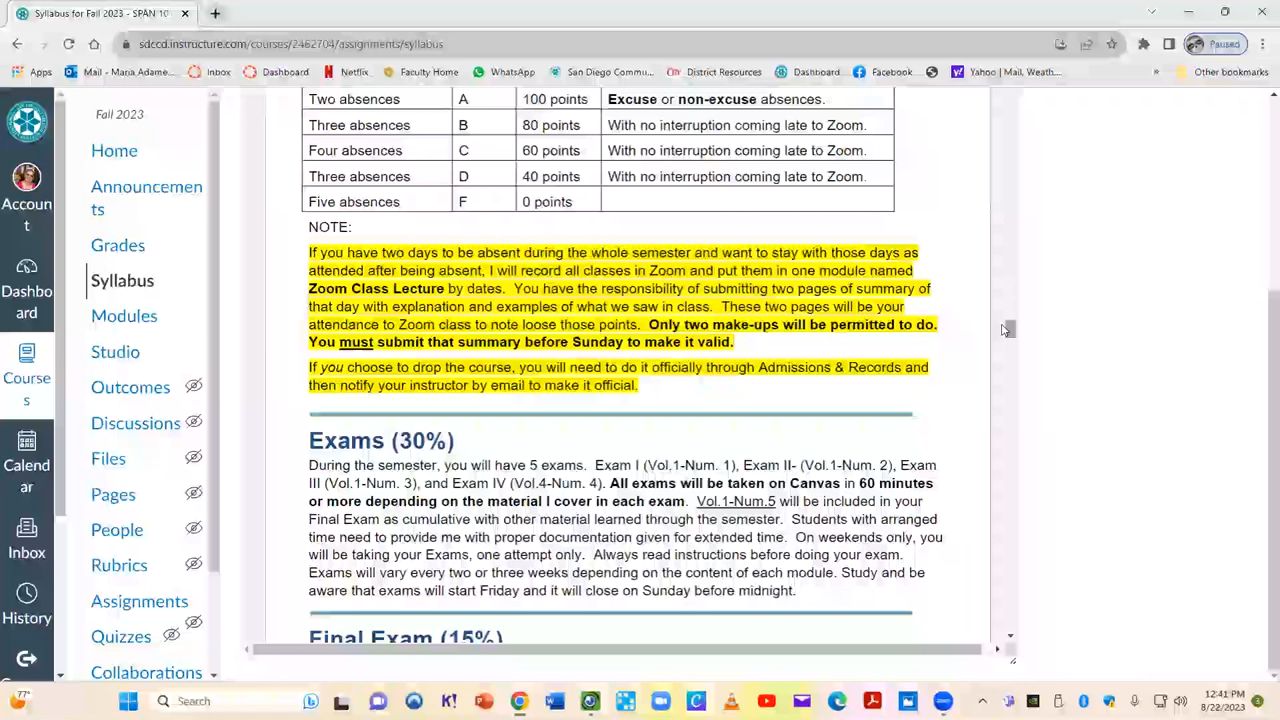 Syllabus for Fall 2023 - SPAN 10
sdccd.instructure.com/courses/2462704/assignments/syllabus
Paused
Apps
Mail - Maria Adame...
Inbox
Dashboard
Netflix
Faculty Home
WhatsApp
San Diego Commu...
District Resources
Dashboard
Facebook
Yahoo | Mail, Weath...
»
Other bookmarks
Accoun
t
Dashbo
ard
Course
s
Calend
ar
Inbox
History
Fall 2023
Home
Announcemen
ts
Grades
Syllabus
Modules
Studio
Outcomes
Discussions
Files
Pages
People
Rubrics
Assignments
Quizzes
Collaborations
Two absences A 100 points Excuse or non-excuse absences.
Three absences B 80 points With no interruption coming late to Zoom.
Four absences C 60 points With no interruption coming late to Zoom.
Three absences D 40 points With no interruption coming late to Zoom.
Five absences F 0 points
NOTE:
If you have two days to be absent during the whole semester and want to stay with those days as
attended after being absent, I will record all classes in Zoom and put them in one module named
Zoom Class Lecture by dates. You have the responsibility of submitting two pages of summary of
that day with explanation and examples of what we saw in class. These two pages will be your
attendance to Zoom class to note loose those points. Only two make-ups will be permitted to do.
You must submit that summary before Sunday to make it valid.
If you choose to drop the course, you will need to do it officially through Admissions & Records and
then notify your instructor by email to make it official.
Exams (30%)
During the semester, you will have 5 exams. Exam I (Vol.1-Num. 1), Exam II- (Vol.1-Num. 2), Exam
III (Vol.1-Num. 3), and Exam IV (Vol.4-Num. 4). All exams will be taken on Canvas in 60 minutes
or more depending on the material I cover in each exam. Vol.1-Num.5 will be included in your
Final Exam as cumulative with other material learned through the semester. Students with arranged
time need to provide me with proper documentation given for extended time. On weekends only, you
will be taking your Exams, one attempt only. Always read instructions before doing your exam.
Exams will vary every two or three weeks depending on the content of each module. Study and be
aware that exams will start Friday and it will close on Sunday before midnight.
Final Exam (15%)
77°
Search
K!
12:41 PM
8/22/2023